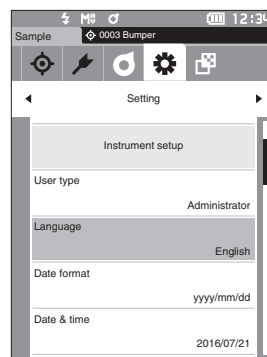 M0 12:34
Sample 0003 Bumper
Setting
Instrument setup
User type
Administrator
Language
English
Date format
yyyy/mm/dd
Date & time
2016/07/21